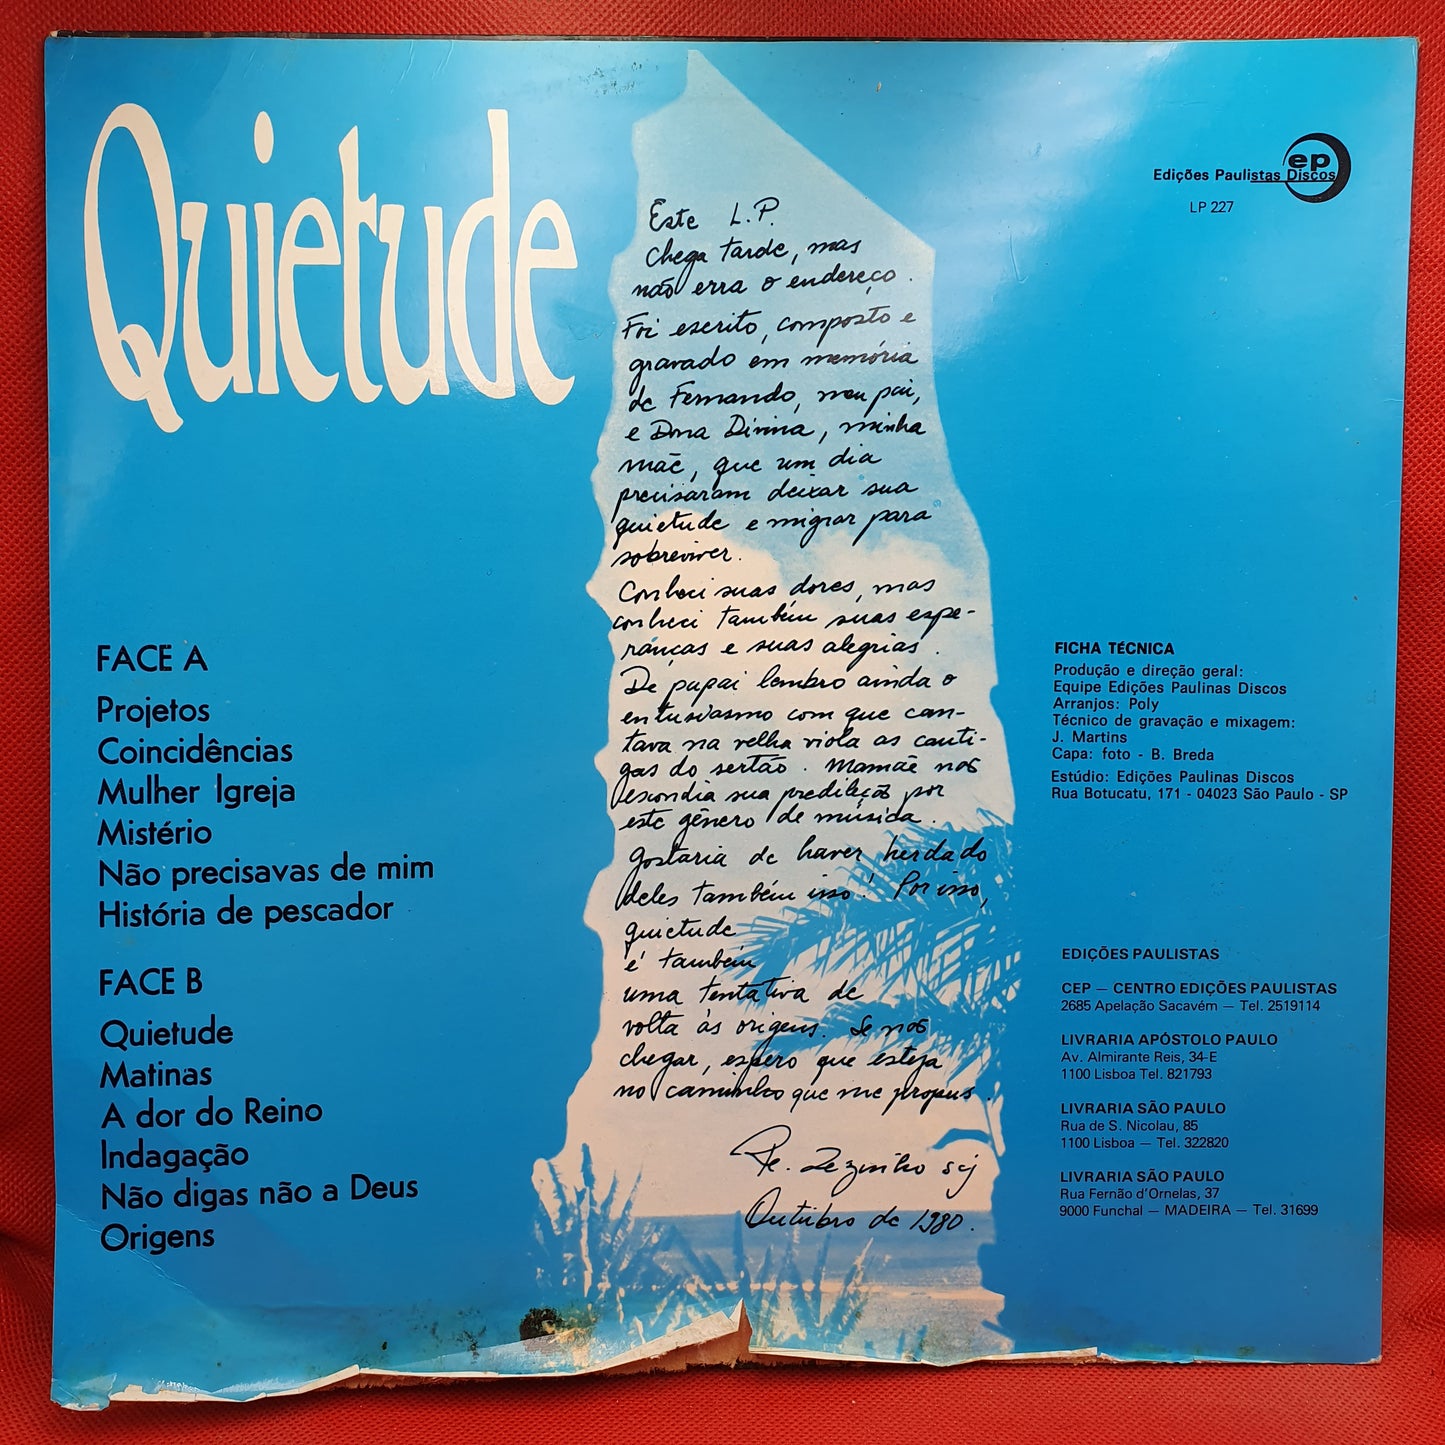 Quietude
ep
Edições Paulistas Discos
LP 227
Este L.P.
chega tarde, mas
não erra o endereço.
Foi escrito, composto e
gravado em memória
de Fernando, meu pai,
e Dona Divina, minha
mãe, que um dia
precisaram deixar sua
quietude e migrar para
sobreviver.
Conheci suas dores, mas
conheci também suas espe-
ranças e suas alegrias.
De papai lembro ainda o
entusiasmo com que can-
tava na velha viola as canti-
gas do sertão. Mamãe nos
escondia sua predileção por
este gênero de música.
Gostaria de haver herdado
deles também isso! Por isso,
quietude
é também
uma tentativa de
volta às origens. Se nos
chegar, espero que esteja
no caminho que me propus.
Pe. Zezinho scj
Outubro de 1980.
FACE A
Projetos
Coincidências
Mulher Igreja
Mistério
Não precisavas de mim
História de pescador
FACE B
Quietude
Matinas
A dor do Reino
Indagação
Não digas não a Deus
Origens
FICHA TÉCNICA
Produção e direção geral:
Equipe Edições Paulinas Discos
Arranjos: Poly
Técnico de gravação e mixagem:
J. Martins
Capa: foto - B. Breda
Estúdio: Edições Paulinas Discos
Rua Botucatu, 171 - 04023 São Paulo - SP
EDIÇÕES PAULISTAS
CEP — CENTRO EDIÇÕES PAULISTAS
2685 Apelação Sacavém — Tel. 2519114
LIVRARIA APÓSTOLO PAULO
Av. Almirante Reis, 34-E
1100 Lisboa Tel. 821793
LIVRARIA SÃO PAULO
Rua de S. Nicolau, 85
1100 Lisboa — Tel. 322820
LIVRARIA SÃO PAULO
Rua Fernão d'Ornelas, 37
9000 Funchal — MADEIRA — Tel. 31699